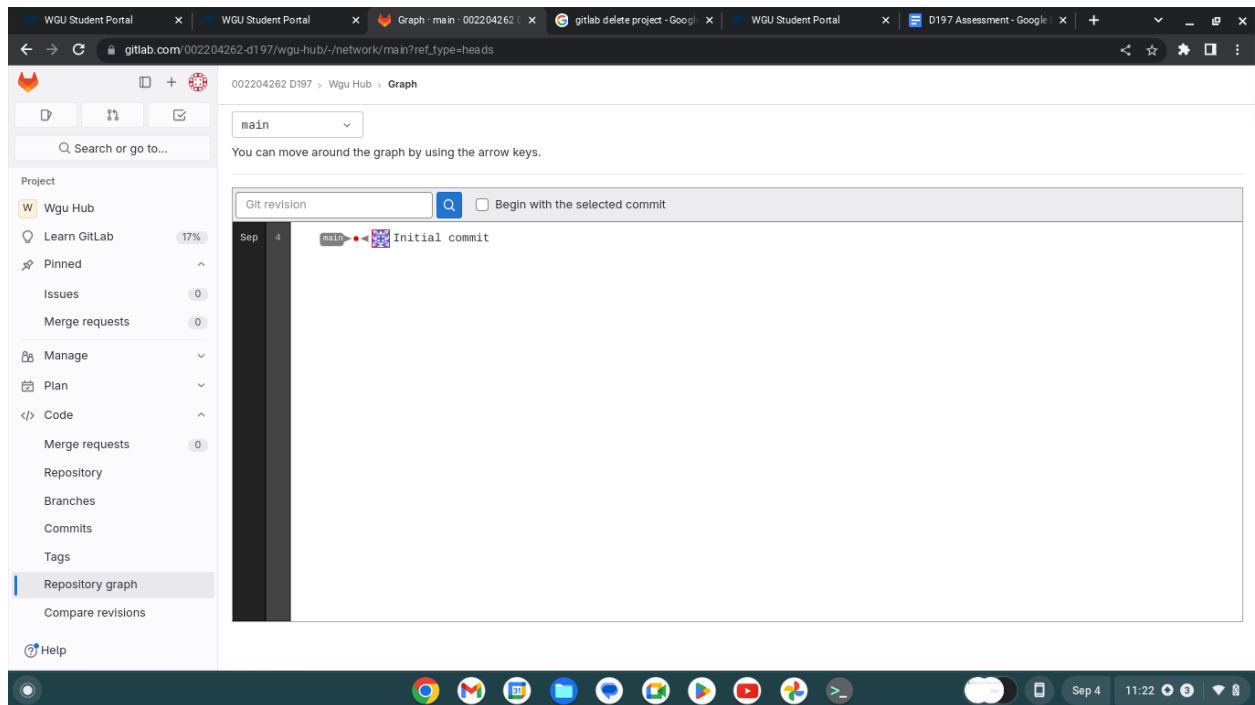 WGU Student Portal
WGU Student Portal
Graph · main · 002204262 D
gitlab delete project - Googl
WGU Student Portal
D197 Assessment - Google
gitlab.com/002204262-d197/wgu-hub/-/network/main?ref_type=heads
002204262 D197 > Wgu Hub > Graph
main
Search or go to...
You can move around the graph by using the arrow keys.
Project
W Wgu Hub
Learn GitLab 17%
Pinned
Issues 0
Merge requests 0
Manage
Plan
Code
Merge requests 0
Repository
Branches
Commits
Tags
Repository graph
Compare revisions
Help
Git revision
Begin with the selected commit
Sep 4 main Initial commit
31
Sep 4 11:22 3